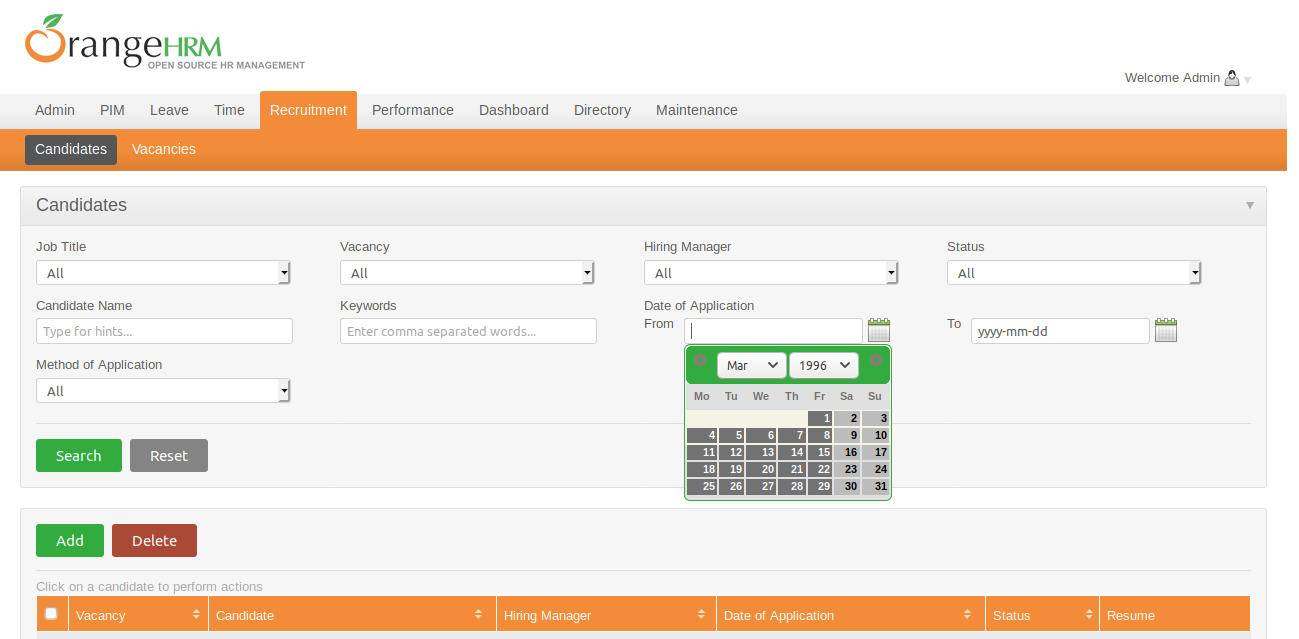 OrangeHRM
OPEN SOURCE HR MANAGEMENT
Welcome Admin
Admin PIM Leave Time Recruitment Performance Dashboard Directory Maintenance
Candidates Vacancies
Candidates
Job Title Vacancy Hiring Manager Status
All All All All
Candidate Name Keywords Date of Application
Type for hints... Enter comma separated words... From To yyyy-mm-dd
Method of Application
All
Mar 1996
Mo Tu We Th Fr Sa Su
1 2 3
4 5 6 7 8 9 10
11 12 13 14 15 16 17
18 19 20 21 22 23 24
25 26 27 28 29 30 31
Search Reset
Add Delete
Click on a candidate to perform actions
Vacancy Candidate Hiring Manager Date of Application Status Resume